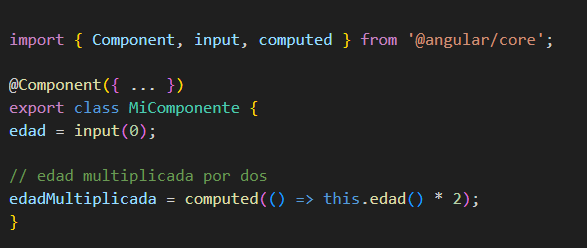 import { Component, input, computed } from '@angular/core';
@Component({ ... })
export class MiComponente {
edad = input(0);
// edad multiplicada por dos
edadMultiplicada = computed(() => this.edad() * 2);
}